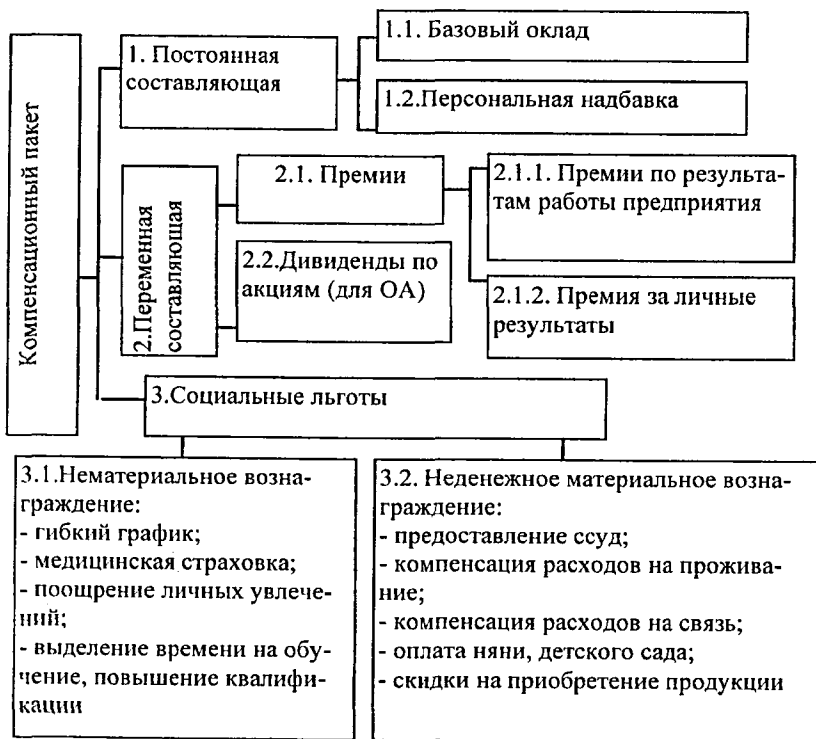 Компенсационный пакет
1. Постоянная
составляющая
1.1. Базовый оклад
1.2.Персональная надбавка
2.Переменная
составляющая
2.1. Премии
2.1.1. Премии по результа-
там работы предприятия
2.1.2. Премия за личные
результаты
2.2.Дивиденды по
акциям (для ОА)
3.Социальные льготы
3.1.Нематериальное возна-
граждение:
- гибкий график;
- медицинская страховка;
- поощрение личных увлече-
ний;
- выделение времени на обу-
чение, повышение квалифи-
кации
3.2. Неденежное материальное возна-
граждение:
- предоставление ссуд;
- компенсация расходов на прожива-
ние;
- компенсация расходов на связь;
- оплата няни, детского сада;
- скидки на приобретение продукции